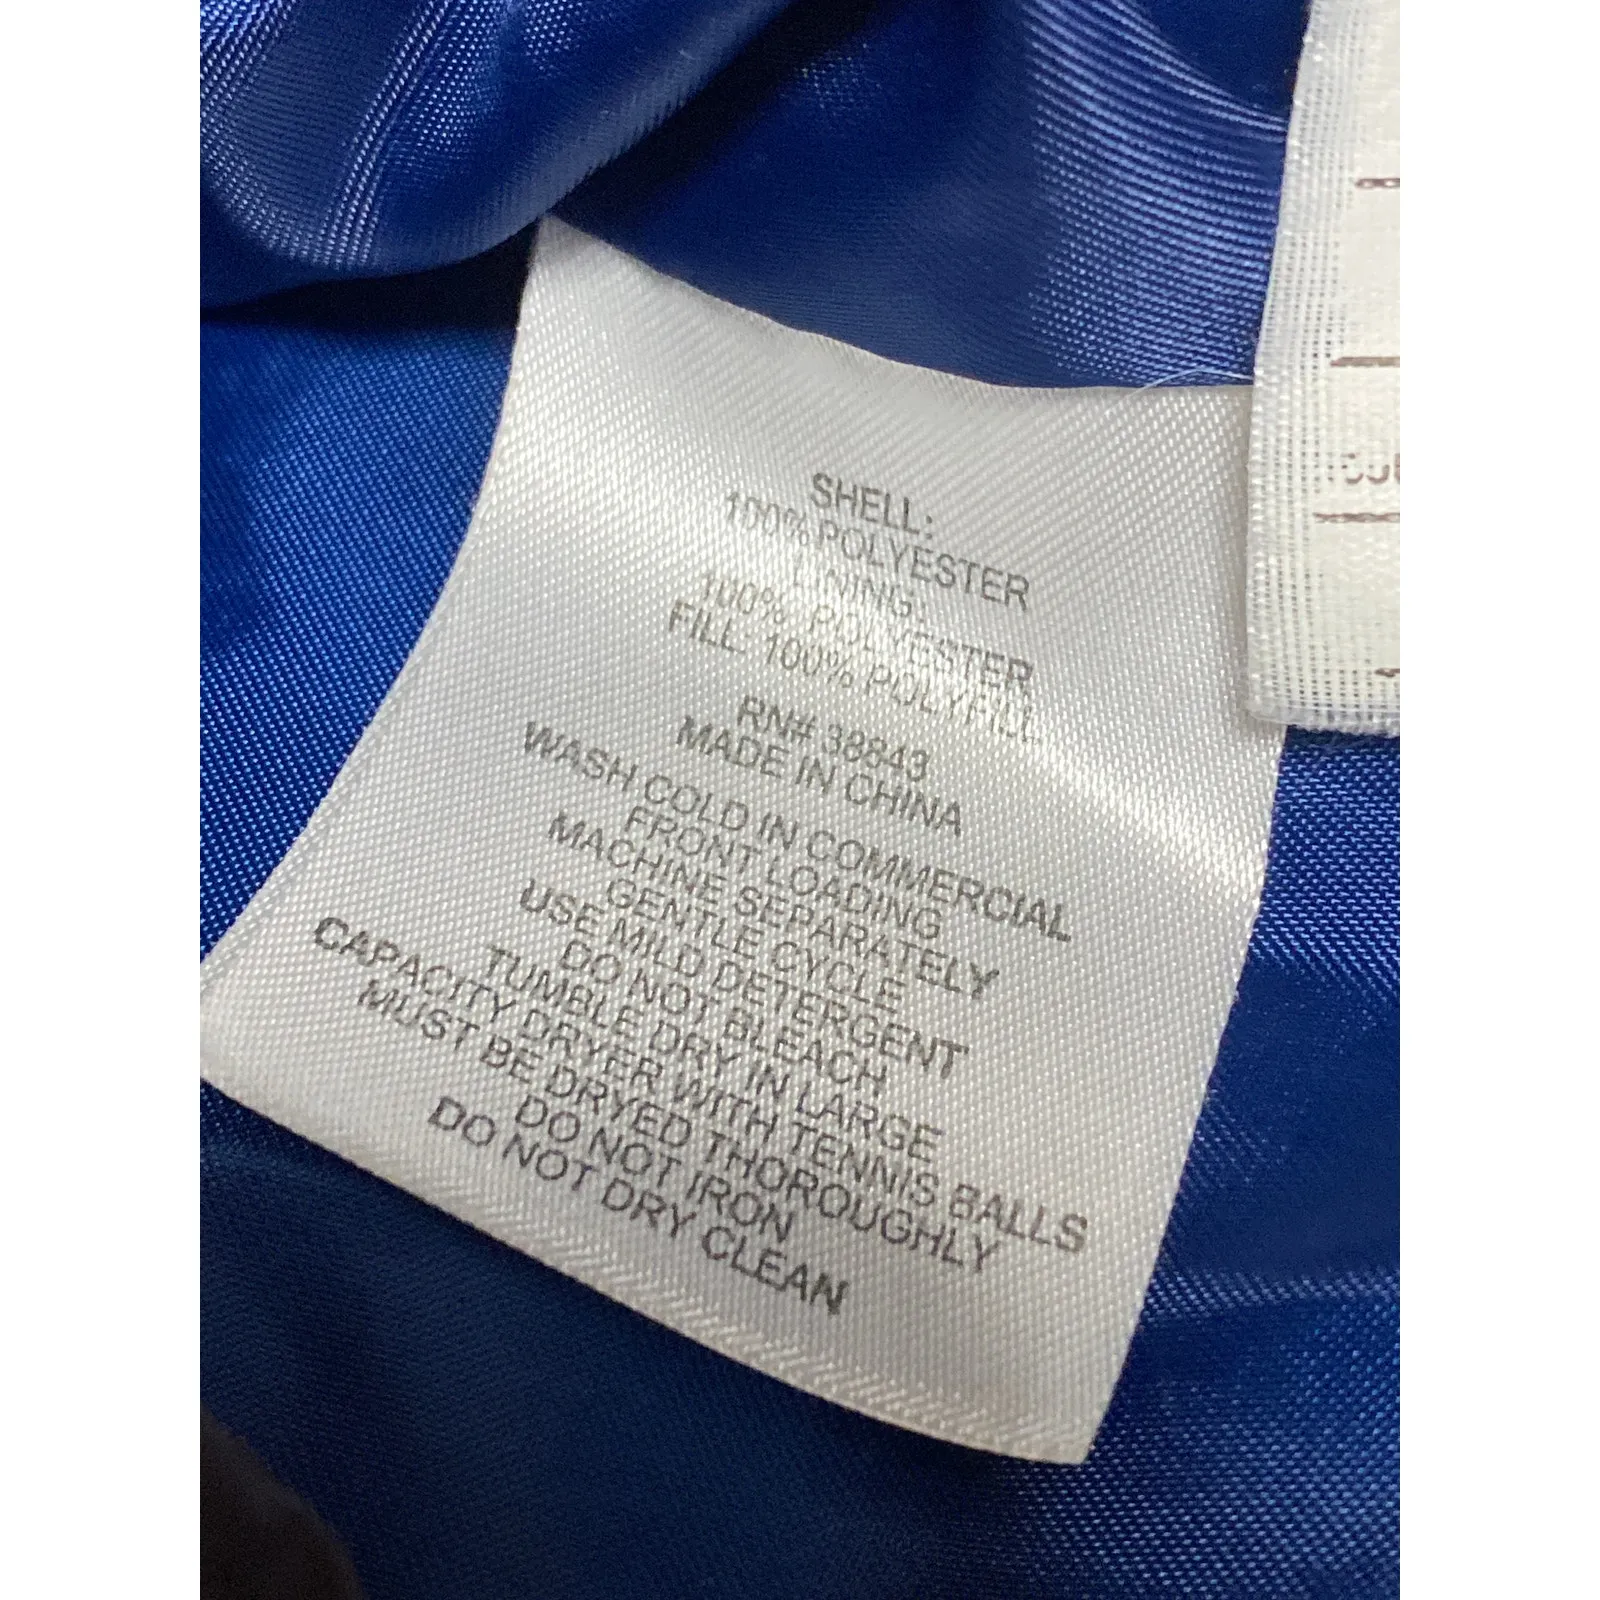 SHELL:
100% POLYESTER
LINING:
100% POLYESTER
FILL: 100% POLYFILL
RN# 38843
MADE IN CHINA
WASH COLD IN COMMERCIAL
FRONT LOADING
MACHINE SEPARATELY
GENTLE CYCLE
USE MILD DETERGENT
DO NOT BLEACH
TUMBLE DRY IN LARGE
CAPACITY DRYER WITH TENNIS BALLS
MUST BE DRYED THOROUGHLY
DO NOT IRON
DO NOT DRY CLEAN